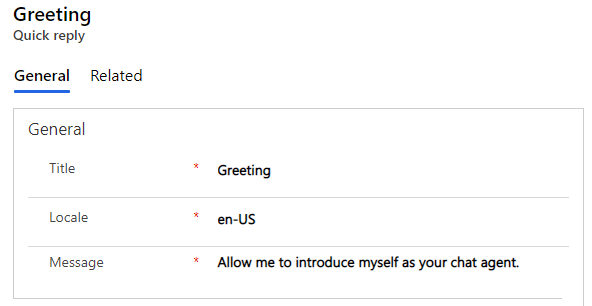 Greeting
Quick reply
General Related
General
Title * Greeting
Locale * en-US
Message * Allow me to introduce myself as your chat agent.